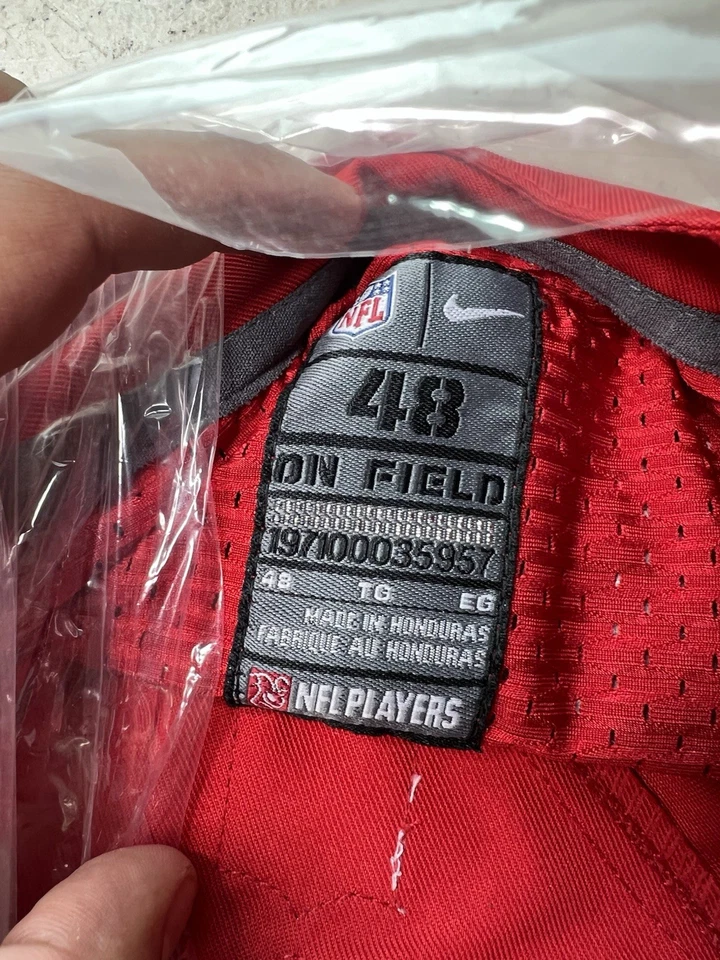 NFL
48
ON FIELD
197100035957
48 TG EG
MADE IN HONDURAS
FABRIQUE AU HONDURAS
NFL PLAYERS